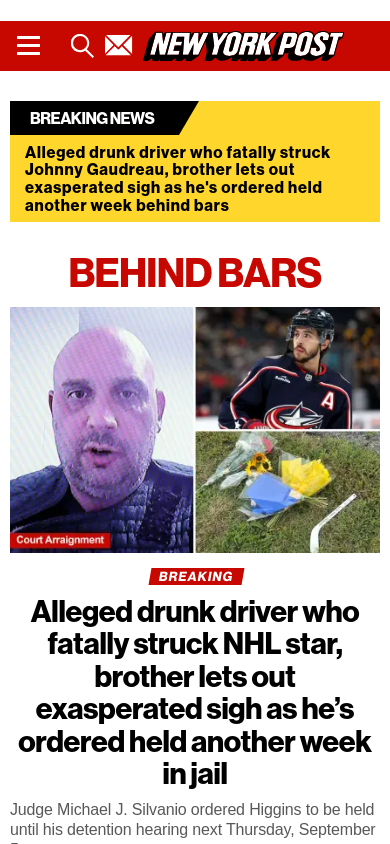 NEW YORK POST
BREAKING NEWS
Alleged drunk driver who fatally struck
Johnny Gaudreau, brother lets out
exasperated sigh as he's ordered held
another week behind bars
BEHIND BARS
A
Court Arraignment
BREAKING
Alleged drunk driver who
fatally struck NHL star,
brother lets out
exasperated sigh as he’s
ordered held another week
in jail
Judge Michael J. Silvanio ordered Higgins to be held
until his detention hearing next Thursday, September